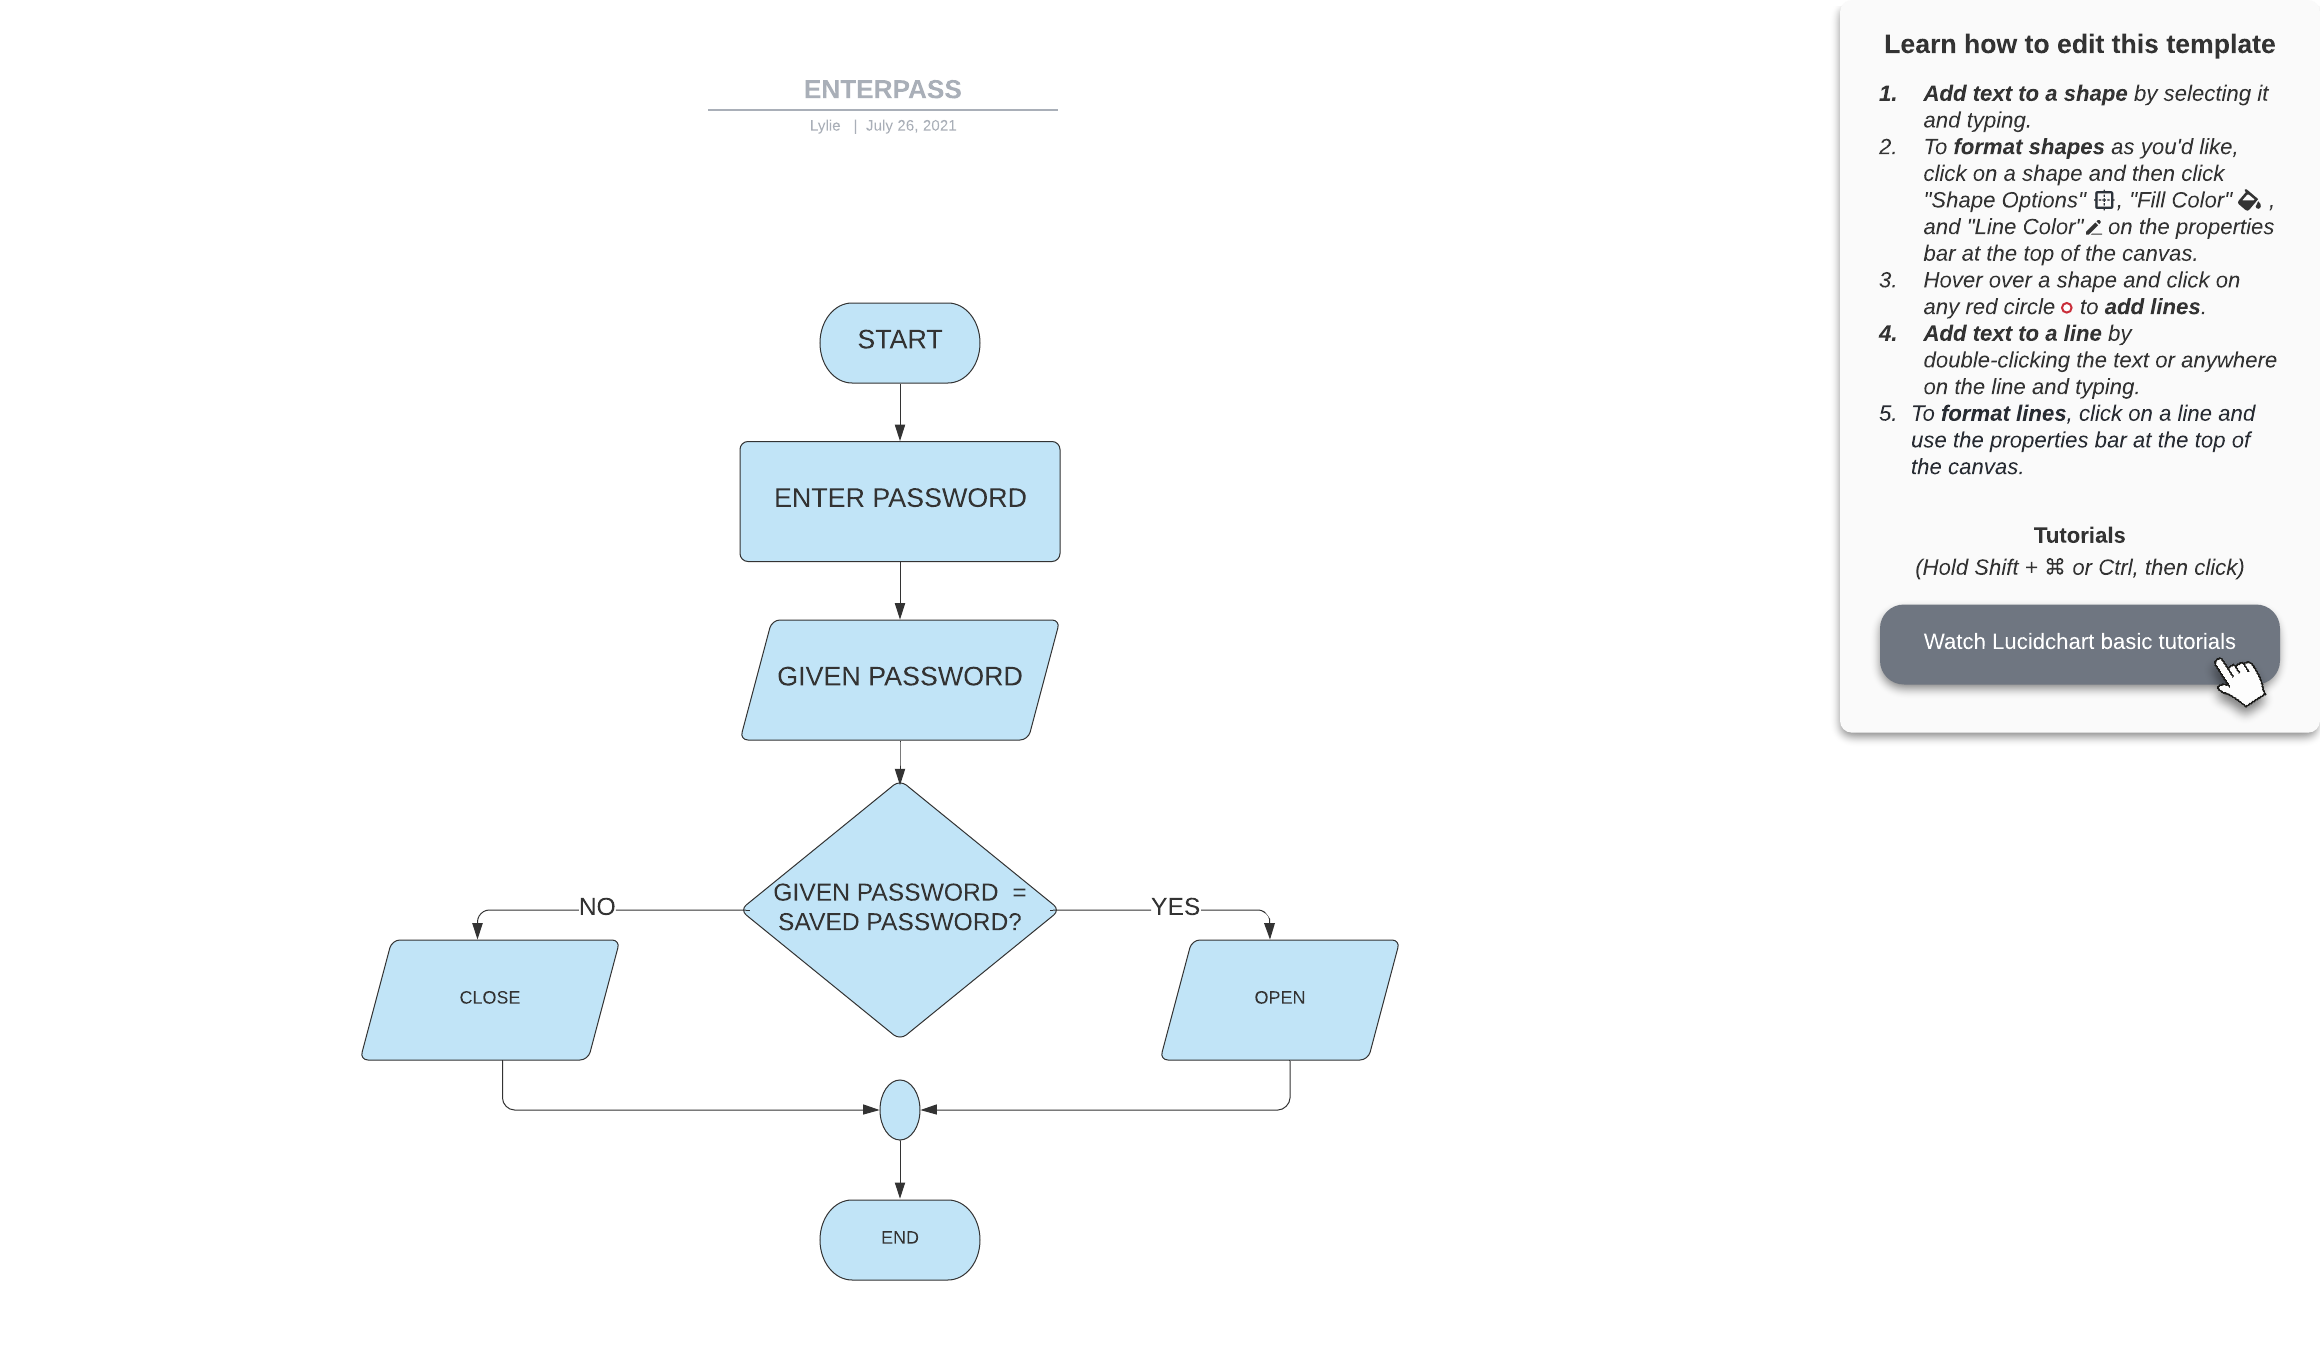 ENTERPASS
Lylie | July 26, 2021
START
ENTER PASSWORD
GIVEN PASSWORD
GIVEN PASSWORD =
SAVED PASSWORD?
NO
YES
CLOSE
OPEN
END
Learn how to edit this template
1. Add text to a shape by selecting it
and typing.
2. To format shapes as you'd like,
click on a shape and then click
"Shape Options" , "Fill Color" ,
and "Line Color" on the properties
bar at the top of the canvas.
3. Hover over a shape and click on
any red circle to add lines.
4. Add text to a line by
double-clicking the text or anywhere
on the line and typing.
5. To format lines, click on a line and
use the properties bar at the top of
the canvas.
Tutorials
(Hold Shift + ⌘ or Ctrl, then click)
Watch Lucidchart basic tutorials